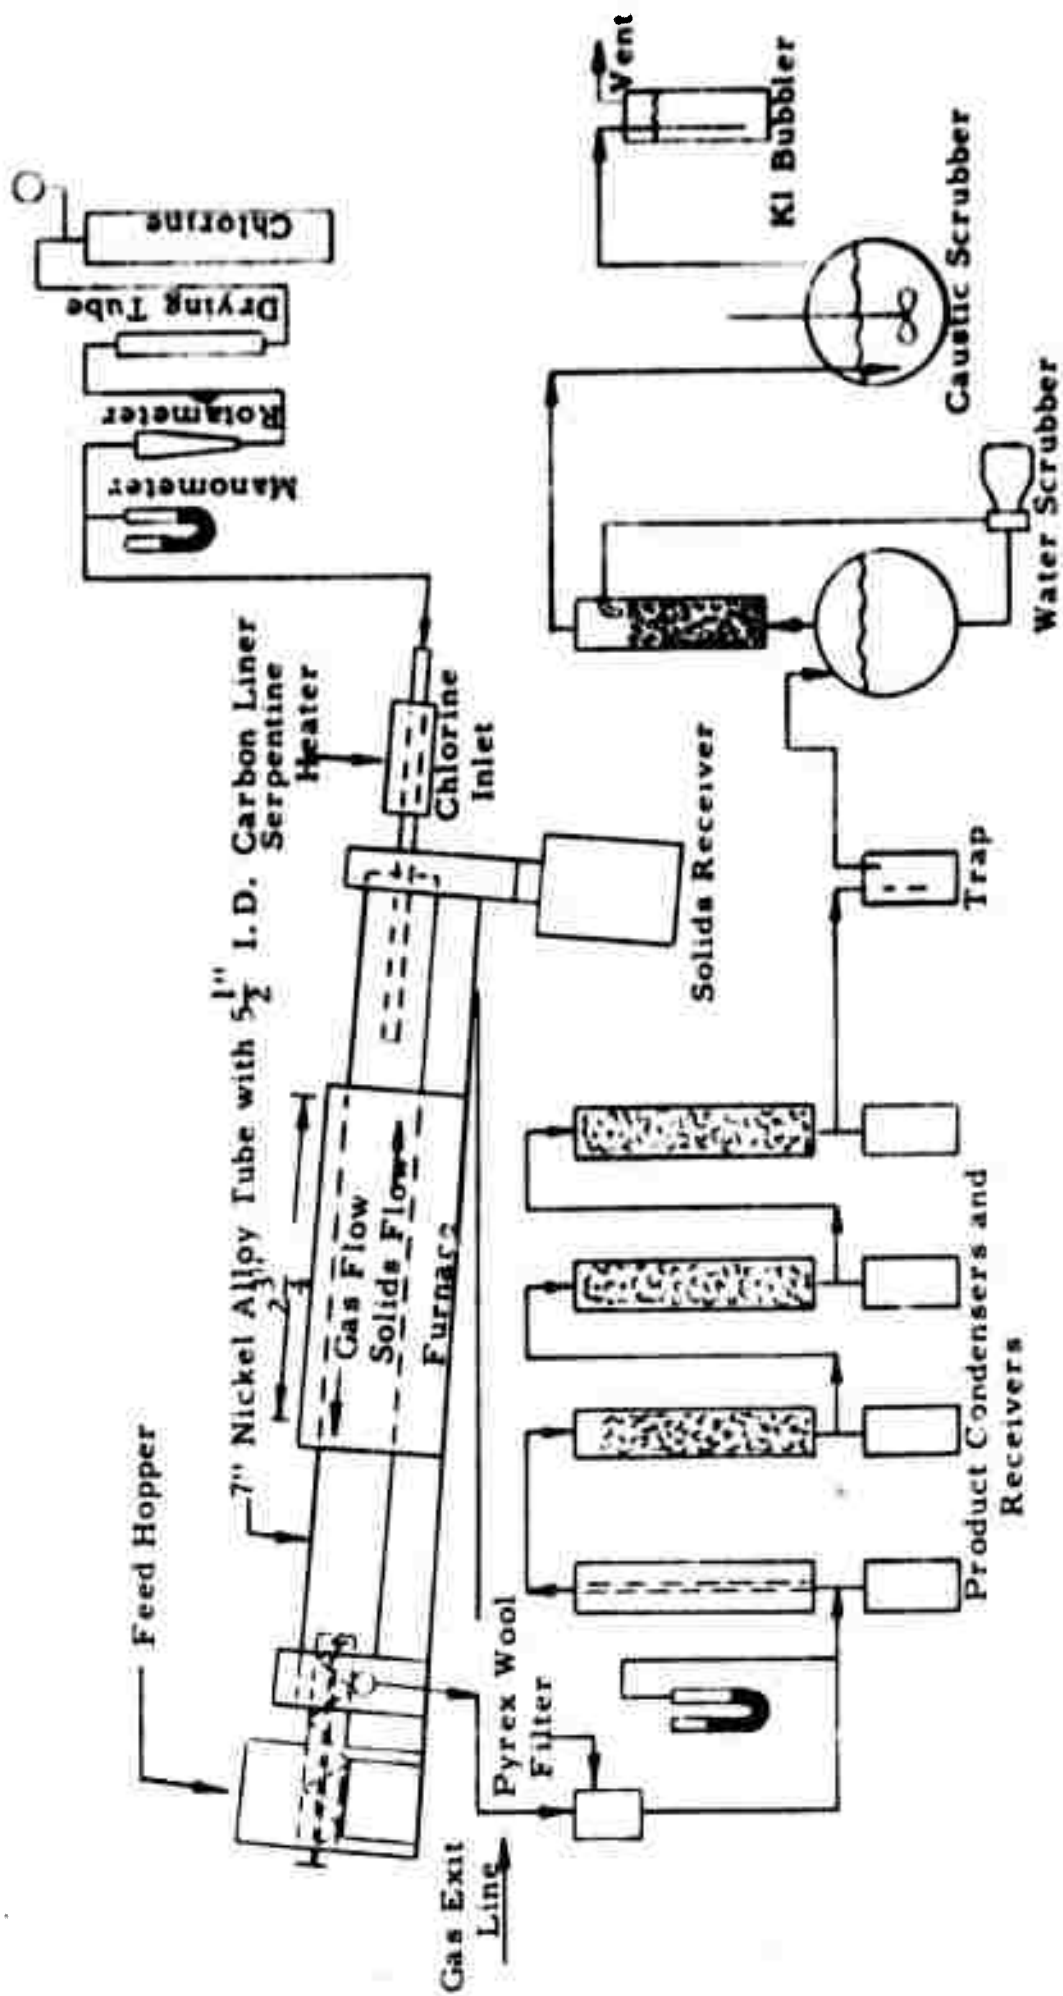 Feed Hopper
7" Nickel Alloy Tube with 5 1/2" I.D. Carbon Liner
Serpentine
Heater
Manometer
Rotameter
Drying Tube
Chlorine
Gas Flow
Solids Flow
Furnace
Chlorine
Inlet
Gas Exit
Line
Pyrex Wool
Filter
Solids Receiver
Product Condensers and
Receivers
Trap
Water Scrubber
Caustic Scrubber
KI Bubbler
Vent